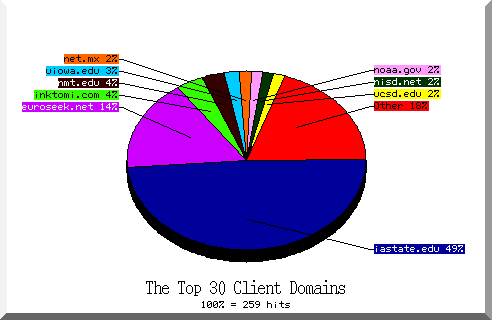 net.mx 2%
uiowa.edu 3%
nmt.edu 4%
inktomi.com 4%
euroseek.net 14%
noaa.gov 2%
nisd.net 2%
ucsd.edu 2%
Other 18%
iastate.edu 49%
The Top 30 Client Domains
100% = 259 hits